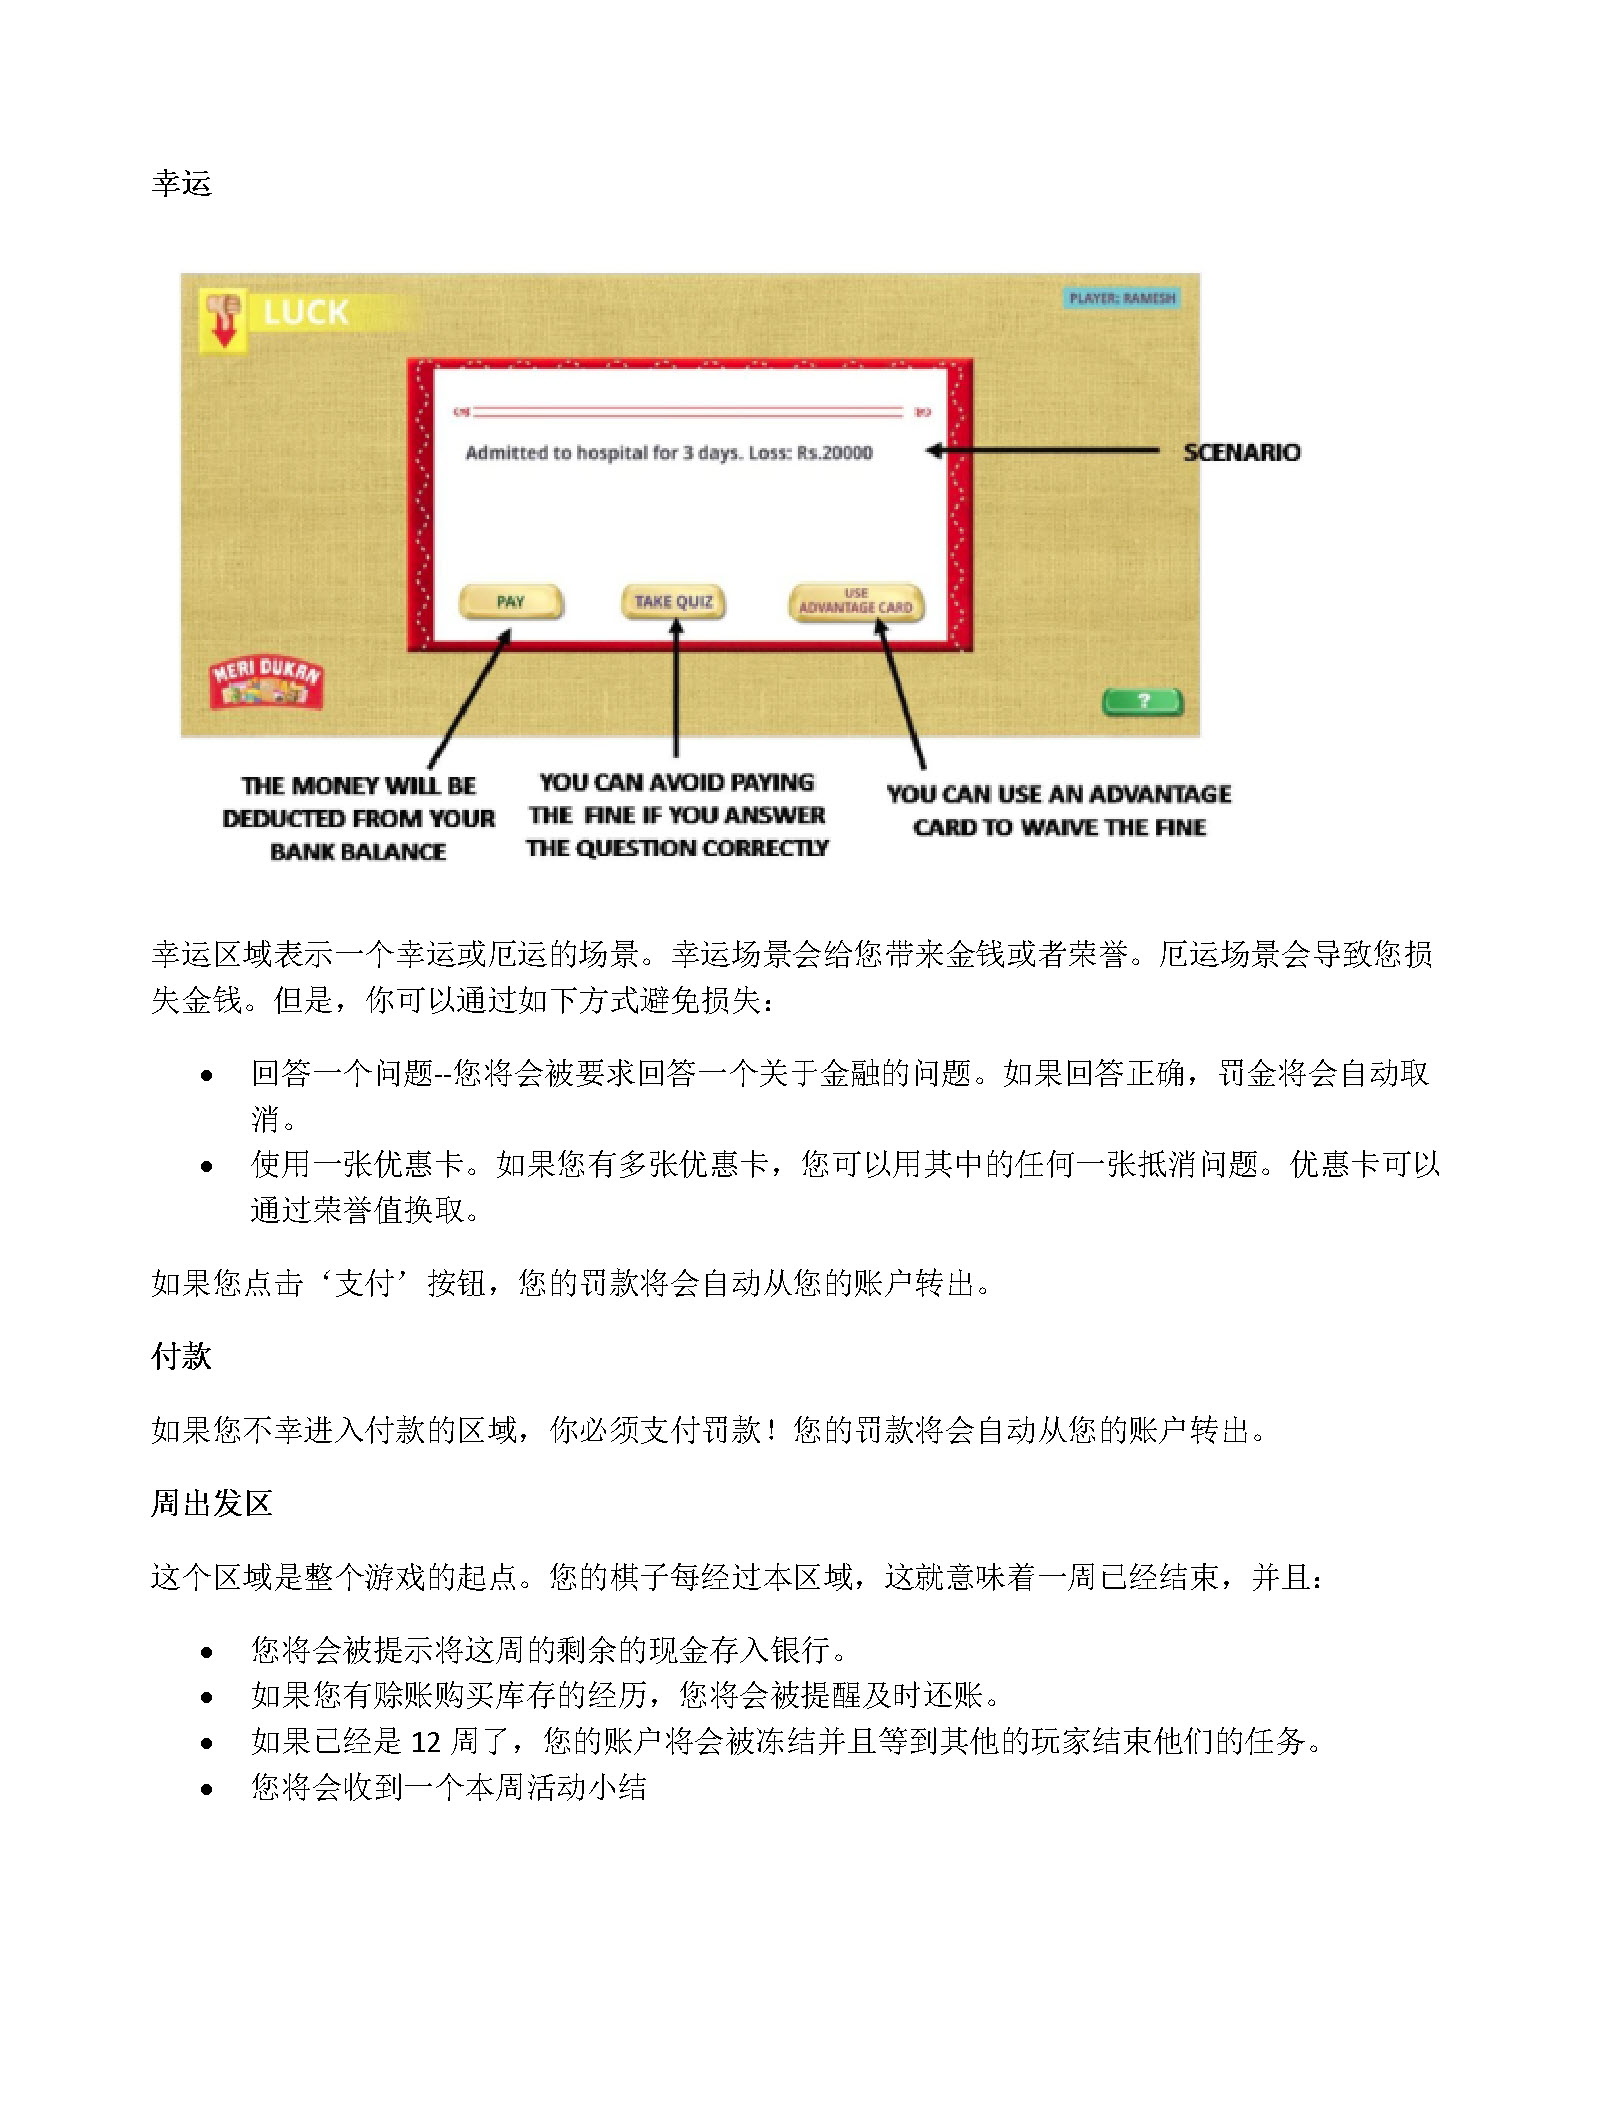 幸运
LUCK
PLAYER: RAMESH
Admitted to hospital for 3 days. Loss: Rs.20000
SCENARIO
PAY
TAKE QUIZ
USE
ADVANTAGE CARD
MERI DUKAN
?
THE MONEY WILL BE
DEDUCTED FROM YOUR
BANK BALANCE
YOU CAN AVOID PAYING
THE FINE IF YOU ANSWER
THE QUESTION CORRECTLY
YOU CAN USE AN ADVANTAGE
CARD TO WAIVE THE FINE
幸运区域表示一个幸运或厄运的场景。幸运场景会给您带来金钱或者荣誉。厄运场景会导致您损
失金钱。但是，你可以通过如下方式避免损失：
• 回答一个问题--您将会被要求回答一个关于金融的问题。如果回答正确，罚金将会自动取
消。
• 使用一张优惠卡。如果您有多张优惠卡，您可以用其中的任何一张抵消问题。优惠卡可以
通过荣誉值换取。
如果您点击‘支付’按钮，您的罚款将会自动从您的账户转出。
付款
如果您不幸进入付款的区域，你必须支付罚款！您的罚款将会自动从您的账户转出。
周出发区
这个区域是整个游戏的起点。您的棋子每经过本区域，这就意味着一周已经结束，并且：
• 您将会被提示将这周的剩余的现金存入银行。
• 如果您有赊账购买库存的经历，您将会被提醒及时还账。
• 如果已经是 12 周了，您的账户将会被冻结并且等到其他的玩家结束他们的任务。
• 您将会收到一个本周活动小结